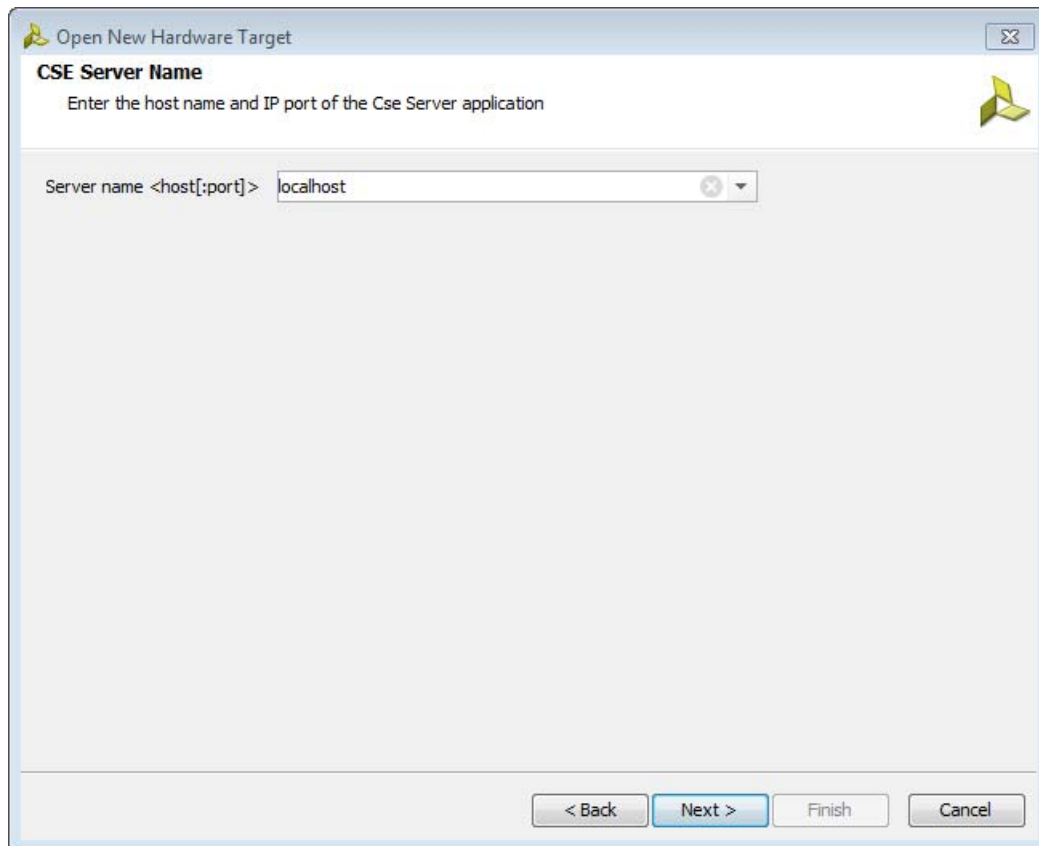 Open New Hardware Target
CSE Server Name
Enter the host name and IP port of the Cse Server application
Server name <host[:port]> localhost
< Back Next > Finish Cancel